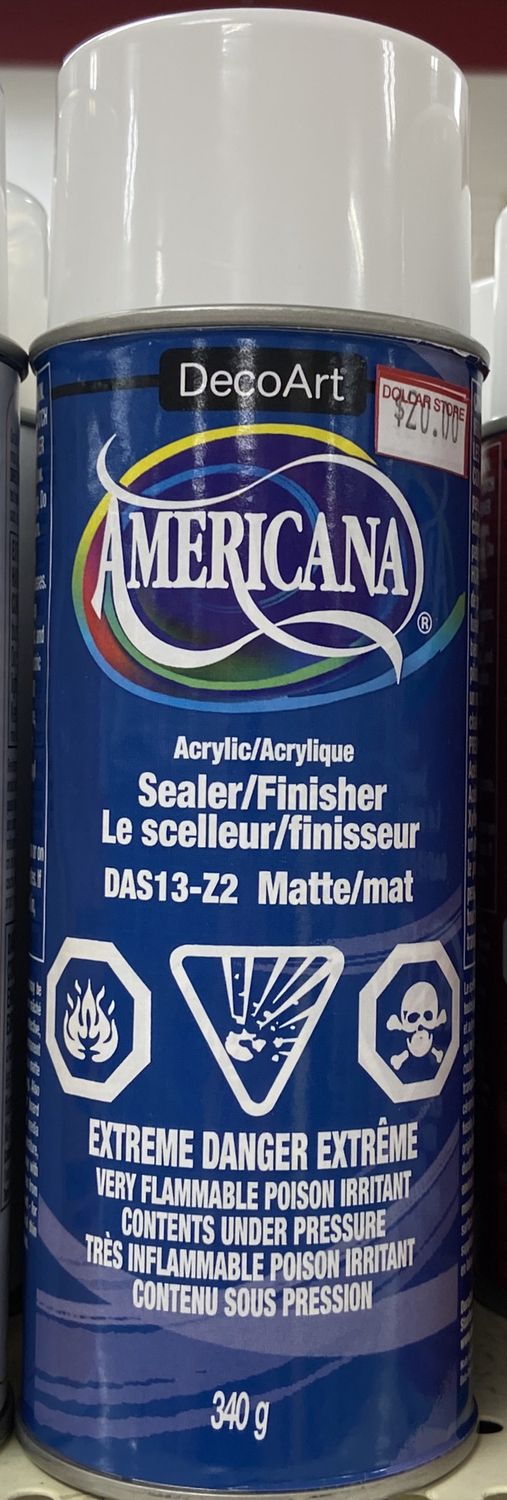 DecoArt
DOLLAR STORE
$20.00
AMERICANA
®
Acrylic/Acrylique
Sealer/Finisher
Le scelleur/finisseur
DAS13-Z2 Matte/mat
EXTREME DANGER EXTRÊME
VERY FLAMMABLE POISON IRRITANT
CONTENTS UNDER PRESSURE
TRÈS INFLAMMABLE POISON IRRITANT
CONTENU SOUS PRESSION
340 g